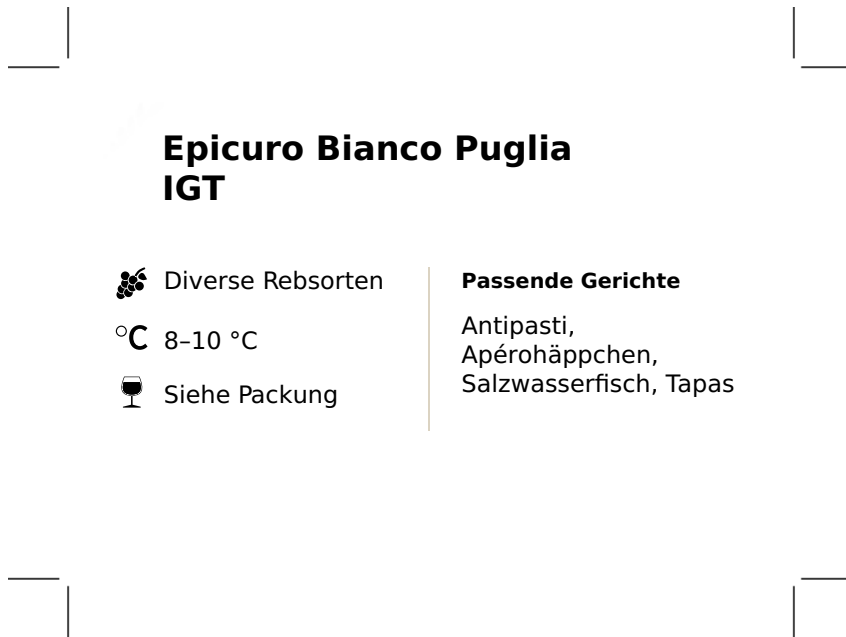 Epicuro Bianco Puglia
IGT
Diverse Rebsorten
°C 8–10 °C
Siehe Packung
Passende Gerichte
Antipasti,
Apérohäppchen,
Salzwasserfisch, Tapas